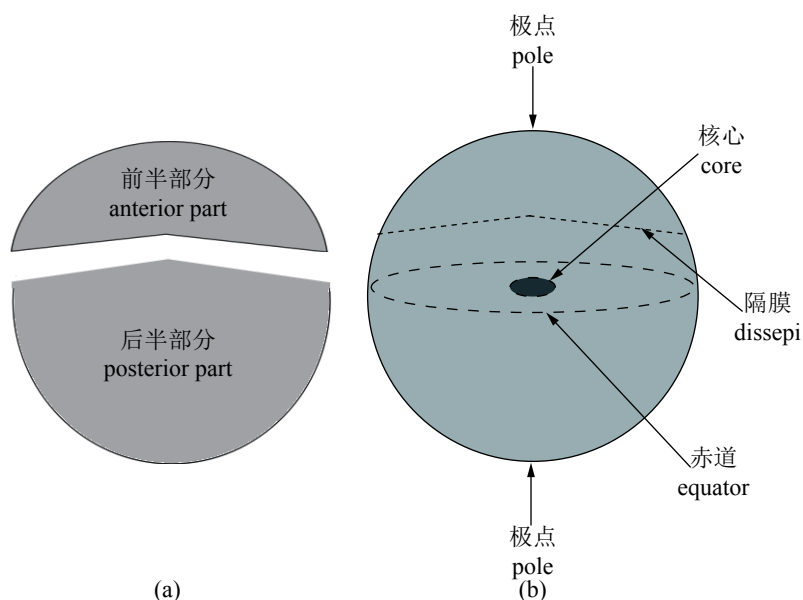 极点
pole
核心
core
前半部分
anterior part
隔膜
dissepi
后半部分
posterior part
赤道
equator
极点
pole
(a)
(b)